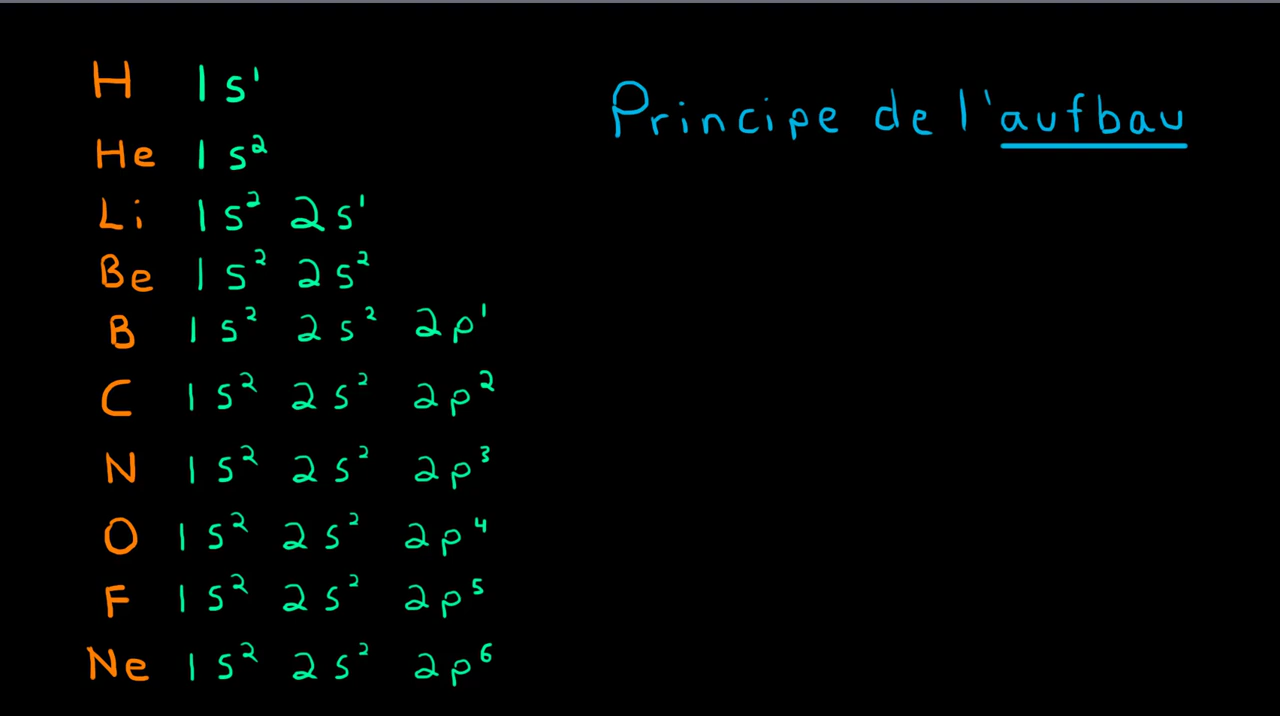 H 1s¹
Principe de l'aufbau
He 1s²
Li 1s² 2s¹
Be 1s² 2s²
B 1s² 2s² 2p¹
C 1s² 2s² 2p²
N 1s² 2s² 2p³
O 1s² 2s² 2p⁴
F 1s² 2s² 2p⁵
Ne 1s² 2s² 2p⁶